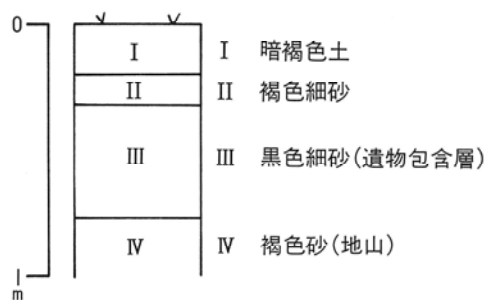 0
I I 暗褐色土
II II 褐色細砂
III III 黒色細砂(遺物包含層)
IV IV 褐色砂(地山)
1
m